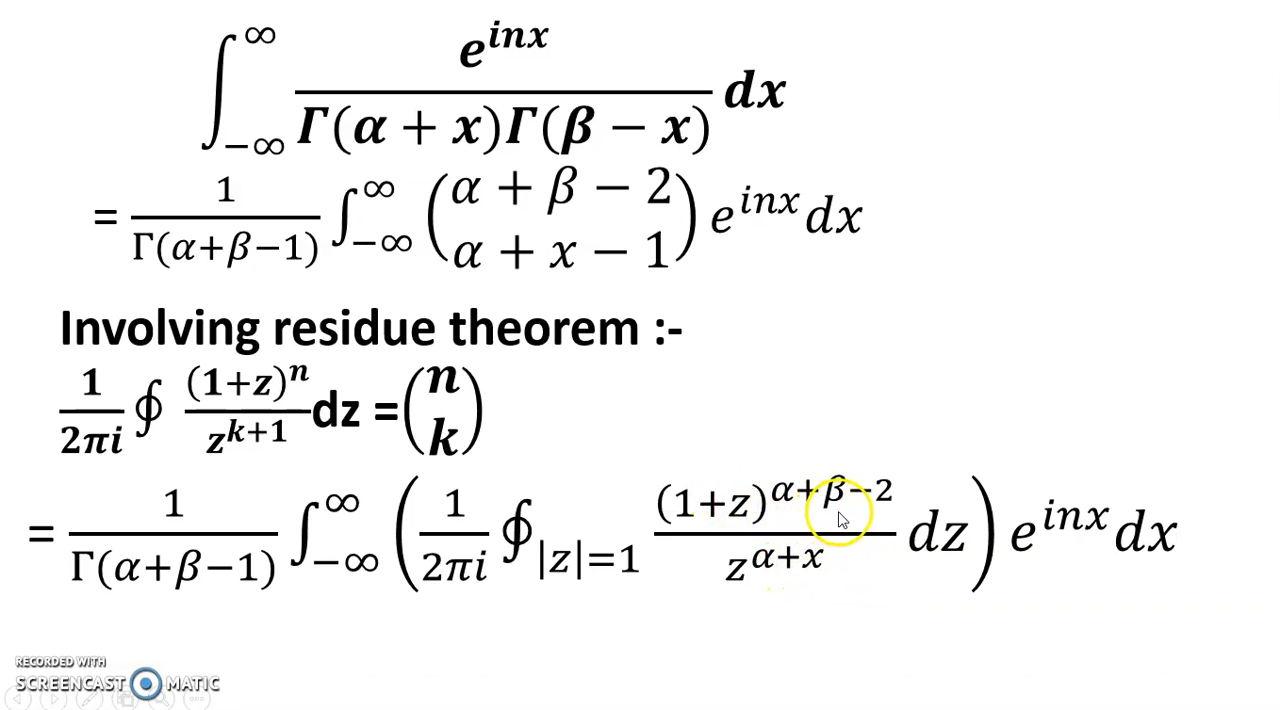 ∫_{−∞}^{∞} e^{inx} / (Γ(α + x)Γ(β − x)) dx
= 1/Γ(α+β−1) ∫_{−∞}^{∞} (α + β − 2 \choose α + x − 1) e^{inx} dx
Involving residue theorem :-
1/2πi ∮ (1+z)^n / z^{k+1} dz = (n \choose k)
= 1/Γ(α+β−1) ∫_{−∞}^{∞} (1/2πi ∮_{|z|=1} (1+z)^{α+β−2} / z^{α+x} dz) e^{inx} dx
RECORDED WITH
SCREENCAST MATIC